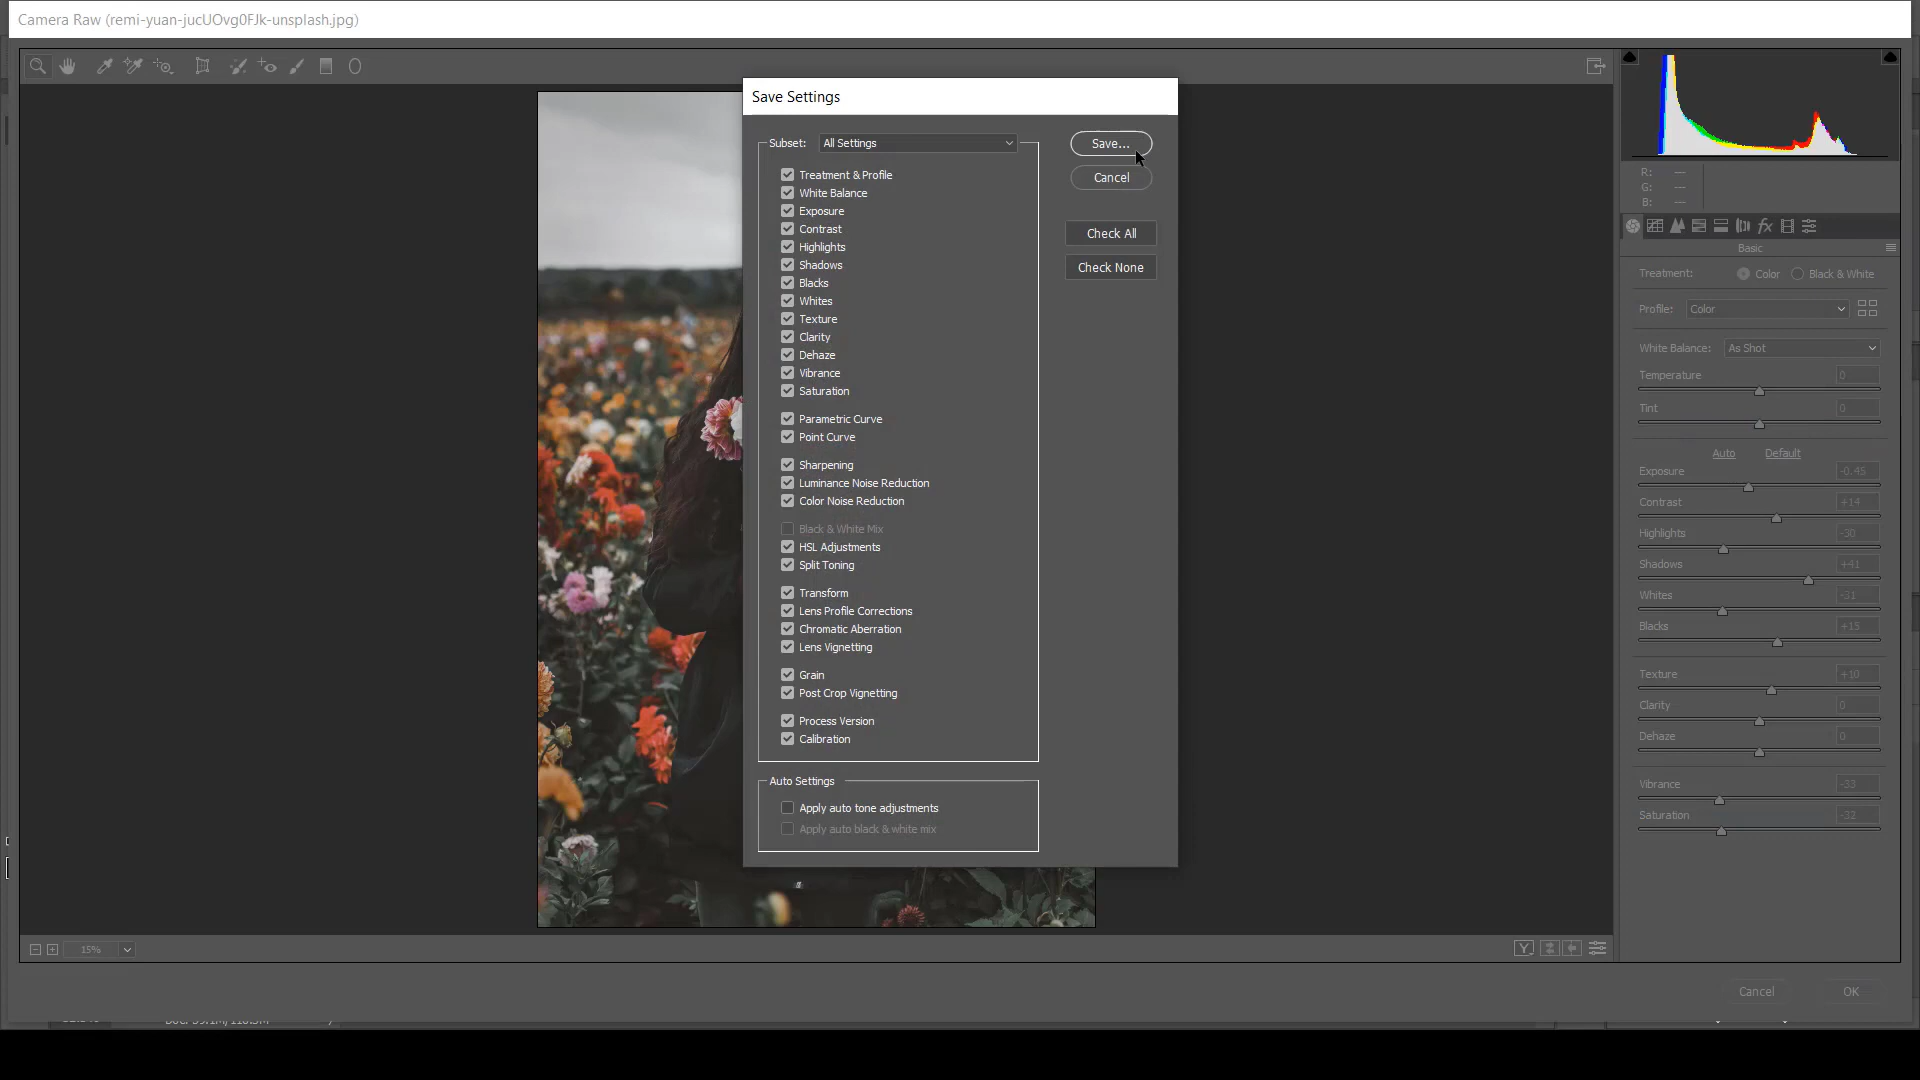 Camera Raw (remi-yuan-jucUOvg0FJk-unsplash.jpg)
Save Settings
Subset: All Settings
Save...
Cancel
Check All
Check None
Treatment & Profile
White Balance
Exposure
Contrast
Highlights
Shadows
Blacks
Whites
Texture
Clarity
Dehaze
Vibrance
Saturation
Parametric Curve
Point Curve
Sharpening
Luminance Noise Reduction
Color Noise Reduction
Black & White Mix
HSL Adjustments
Split Toning
Transform
Lens Profile Corrections
Chromatic Aberration
Lens Vignetting
Grain
Post Crop Vignetting
Process Version
Calibration
Auto Settings
Apply auto tone adjustments
Apply auto black & white mix
R: ---
G: ---
B: ---
fx
Basic
Treatment: Color Black & White
Profile: Color
White Balance: As Shot
Temperature 0
Tint 0
Auto Default
Exposure -0.45
Contrast +14
Highlights -30
Shadows +41
Whites -31
Blacks +15
Texture +10
Clarity 0
Dehaze 0
Vibrance -33
Saturation -32
15%
Y
Cancel OK